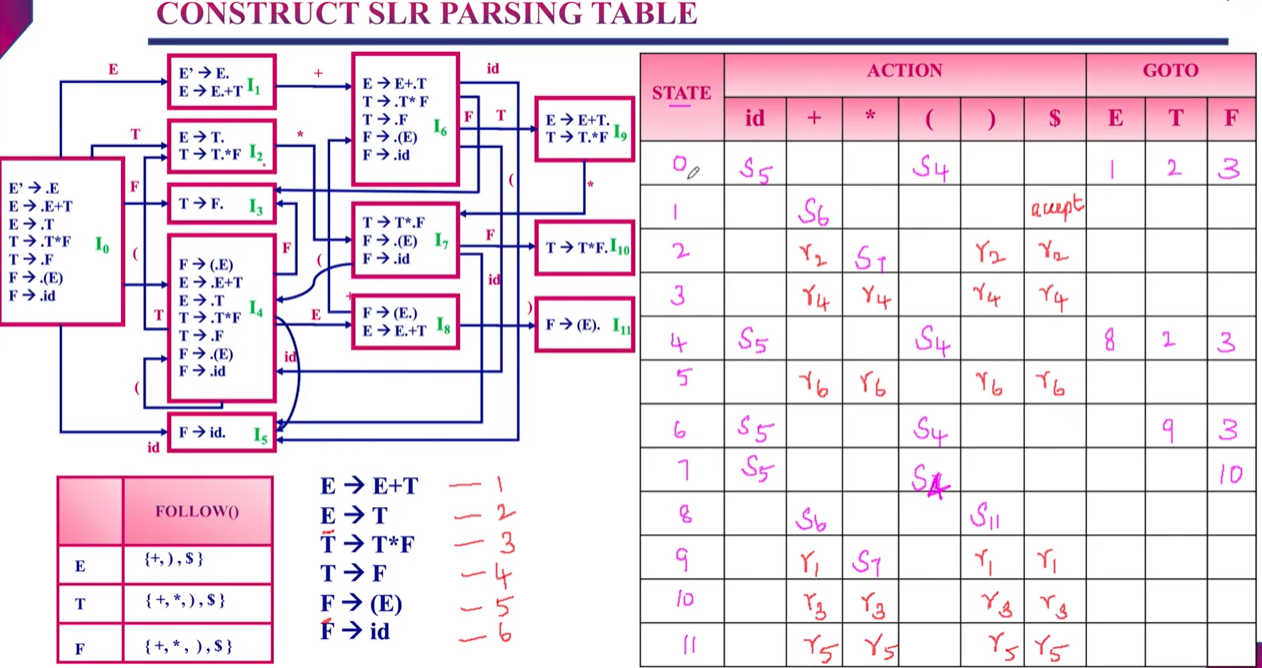 CONSTRUCT SLR PARSING TABLE
E
E' → E.
E → E.+T I1
+
T
E → T.
T → T.*F I2
*
E' → .E
E → .E+T
E → .T
T → .T*F I0
T → .F
F → .(E)
F → .id
F
T → F. I3
(
F → (.E)
E → .E+T
E → .T I4
T → .T*F
T → .F
F → .(E)
F → .id
T
F
(
id
F → id. I5
id
E → E+.T
T → .T* F
T → .F I6
F → .(E)
F → .id
id
F
T
(
T → T*.F
F → .(E) I7
F → .id
(
F
id
+
E
F → (E.)
E → E.+T I8
)
E → E+T.
T → T.*F I9
*
T → T*F. I10
F → (E). I11
FOLLOW()
E {+, ) , $ }
T { +, *, ) , $ }
F { +, * , ) , $ }
E → E+T — 1
E → T — 2
T → T*F — 3
T → F — 4
F → (E) — 5
F → id — 6
STATE ACTION GOTO
id + * ( ) $ E T F
0 S5 S4 1 2 3
1 S6 accept
2 r2 S7 r2 r2
3 r4 r4 r4 r4
4 S5 S4 8 2 3
5 r6 r6 r6 r6
6 S5 S4 9 3
7 S5 S4 10
8 S6 S11
9 r1 S7 r1 r1
10 r3 r3 r3 r3
11 r5 r5 r5 r5